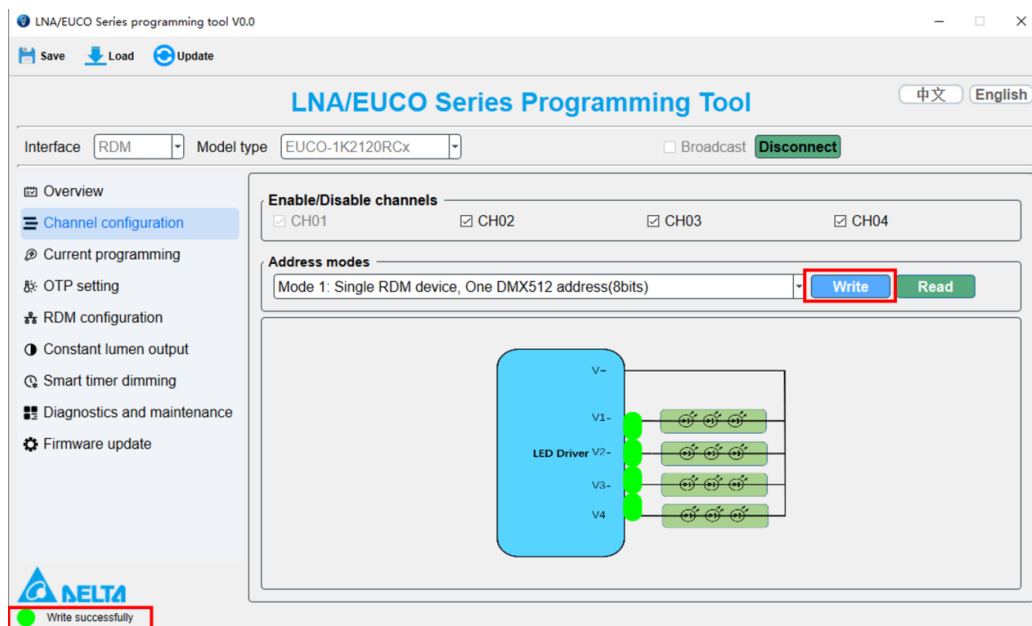 LNA/EUCO Series programming tool V0.0
Save Load Update
LNA/EUCO Series Programming Tool
中文 English
Interface RDM Model type EUCO-1K2120RCx Broadcast Disconnect
Overview
Channel configuration
Current programming
OTP setting
RDM configuration
Constant lumen output
Smart timer dimming
Diagnostics and maintenance
Firmware update
Enable/Disable channels
CH01 CH02 CH03 CH04
Address modes
Mode 1: Single RDM device, One DMX512 address(8bits) Write Read
V-
V1-
LED Driver V2-
V3-
V4
DELTA
Write successfully